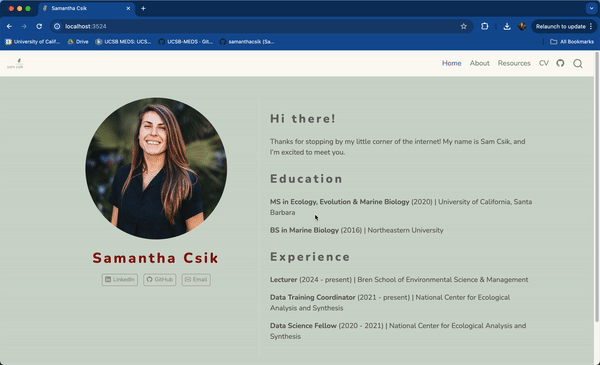 Samantha Csik
localhost:3524
Relaunch to update
University of Calif...
Drive
UCSB MEDS: UCS...
UCSB-MEDS · Git...
samanthacsik (Sa...
All Bookmarks
sam csik
Home
About
Resources
CV
Hi there!
Thanks for stopping by my little corner of the internet! My name is Sam Csik, and
I'm excited to meet you.
Education
MS in Ecology, Evolution & Marine Biology (2020) | University of California, Santa
Barbara
BS in Marine Biology (2016) | Northeastern University
Samantha Csik
LinkedIn
GitHub
Email
Experience
Lecturer (2024 - present) | Bren School of Environmental Science & Management
Data Training Coordinator (2021 - present) | National Center for Ecological
Analysis and Synthesis
Data Science Fellow (2020 - 2021) | National Center for Ecological Analysis and
Synthesis